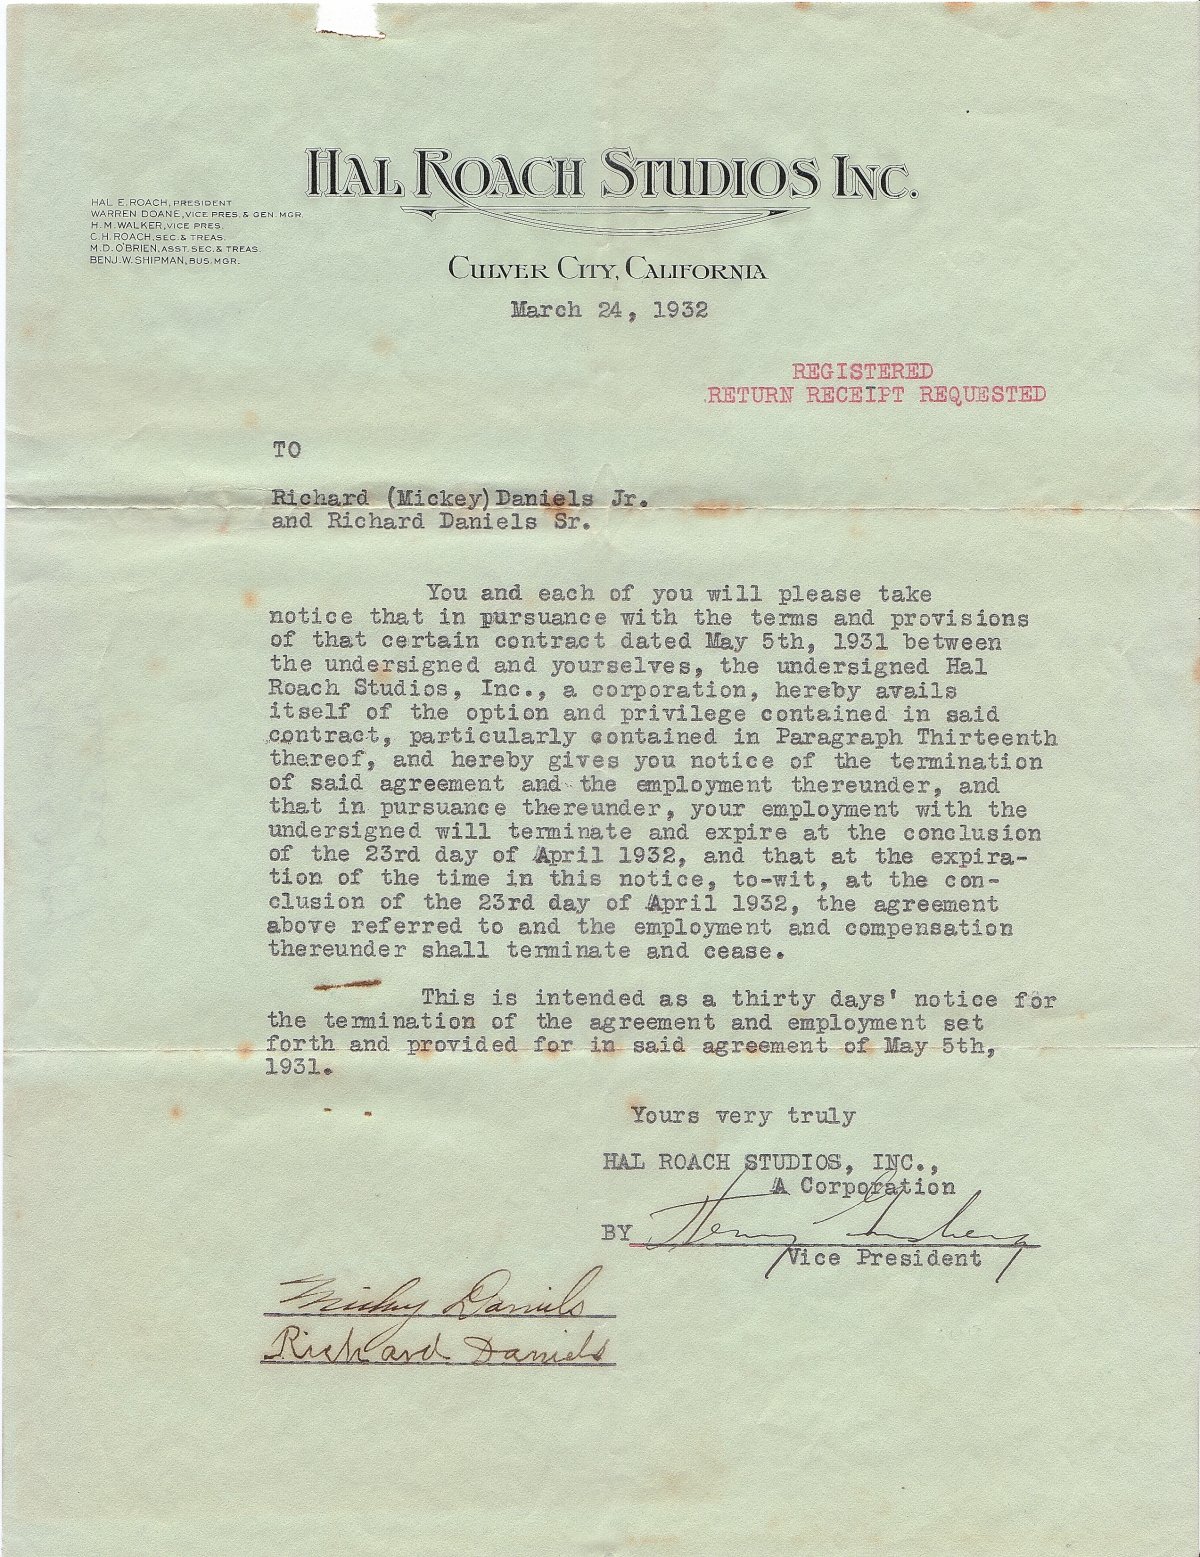 HAL ROACH STUDIOS INC.
HAL E. ROACH, PRESIDENT
WARREN DOANE, VICE PRES. & GEN. MGR.
H. M. WALKER, VICE PRES.
C. H. ROACH, SEC. & TREAS.
M. D. O'BRIEN, ASST. SEC. & TREAS.
BENJ. W. SHIPMAN, BUS. MGR.
CULVER CITY, CALIFORNIA
March 24, 1932
REGISTERED
RETURN RECEIPT REQUESTED
TO
Richard (Mickey) Daniels Jr.
and Richard Daniels Sr.
You and each of you will please take
notice that in pursuance with the terms and provisions
of that certain contract dated May 5th, 1931 between
the undersigned and yourselves, the undersigned Hal
Roach Studios, Inc., a corporation, hereby avails
itself of the option and privilege contained in said
contract, particularly contained in Paragraph Thirteenth
thereof, and hereby gives you notice of the termination
of said agreement and the employment thereunder, and
that in pursuance thereunder, your employment with the
undersigned will terminate and expire at the conclusion
of the 23rd day of April 1932, and that at the expira-
tion of the time in this notice, to-wit, at the con-
clusion of the 23rd day of April 1932, the agreement
above referred to and the employment and compensation
thereunder shall terminate and cease.
This is intended as a thirty days' notice for
the termination of the agreement and employment set
forth and provided for in said agreement of May 5th,
1931.
Yours very truly
HAL ROACH STUDIOS, INC.,
A Corporation
BY Henry Ginsberg
Vice President
Mickey Daniels
Richard Daniels